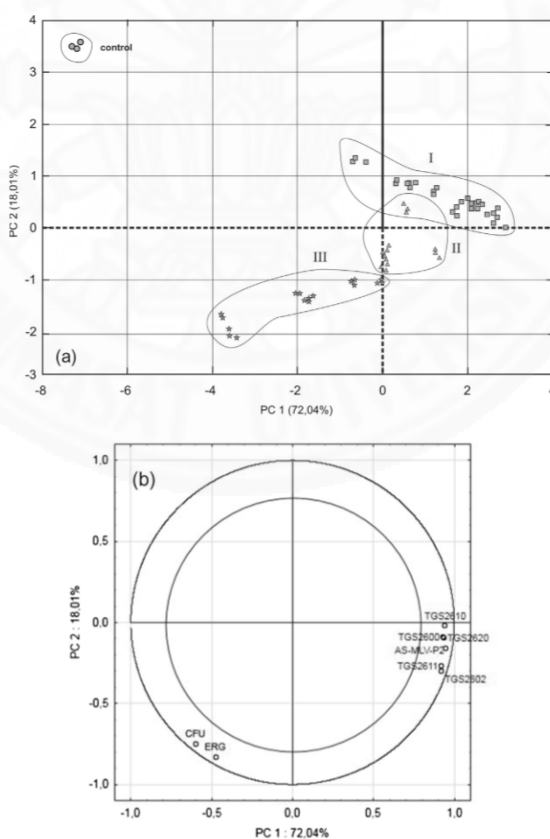 4
control
3
2
I
1
PC 2 (18,01%)
0
II
III
-1
-2
(a)
-3
-8 -6 -4 -2 0 2 4
PC 1 (72,04%)
(b)
1,0
0,5
PC 2 : 18,01%
0,0
TGS2610
TGS2600 TGS2620
AS-MLV-P2
TGS2611
TGS2602
-0,5
CFU
ERG
-1,0
-1,0 -0,5 0,0 0,5 1,0
PC 1 : 72,04%